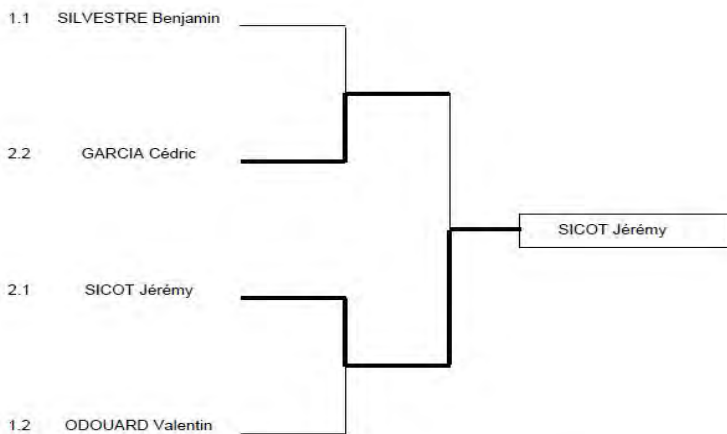 1.1 SILVESTRE Benjamin
2.2 GARCIA Cédric
SICOT Jérémy
2.1 SICOT Jérémy
1.2 ODOUARD Valentin